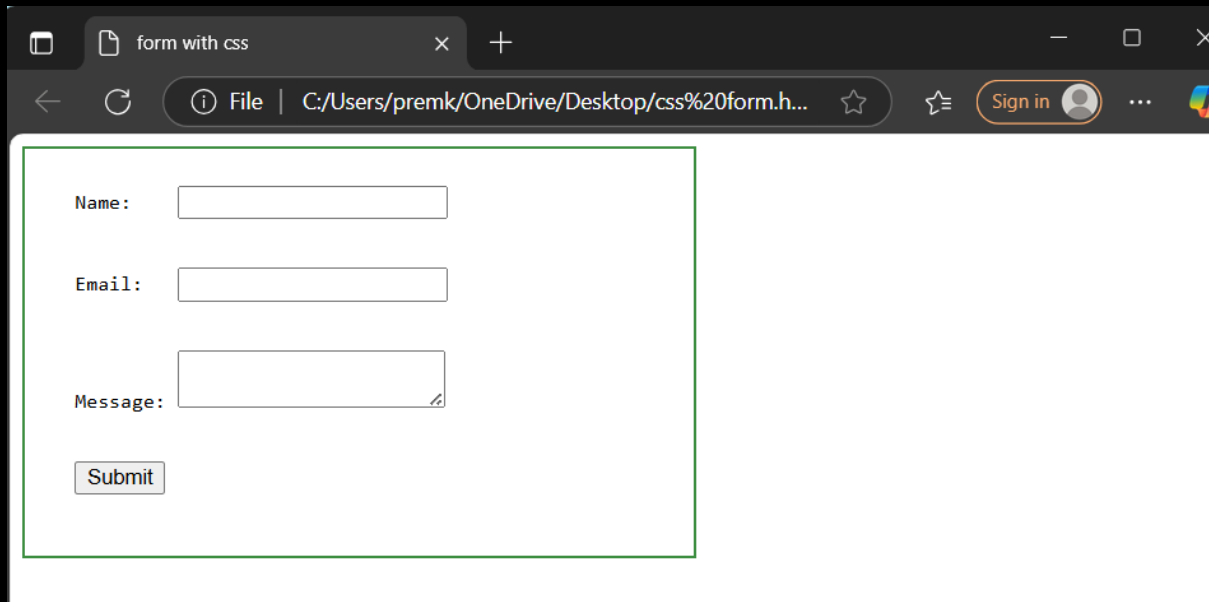 form with css
File | C:/Users/premk/OneDrive/Desktop/css%20form.h... Sign in
Name:
Email:
Message:
Submit